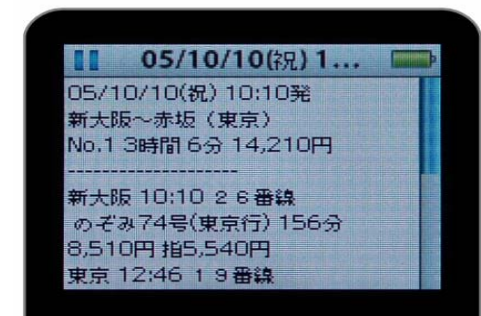 05/10/10(祝) 1...
05/10/10(祝) 10:10発
新大阪～赤坂（東京）
No.1 3時間 6分 14,210円
--------------------
新大阪 10:10 2 6 番線
のぞみ74号(東京行) 156分
8,510円 指5,540円
東京 12:46 1 9 番線